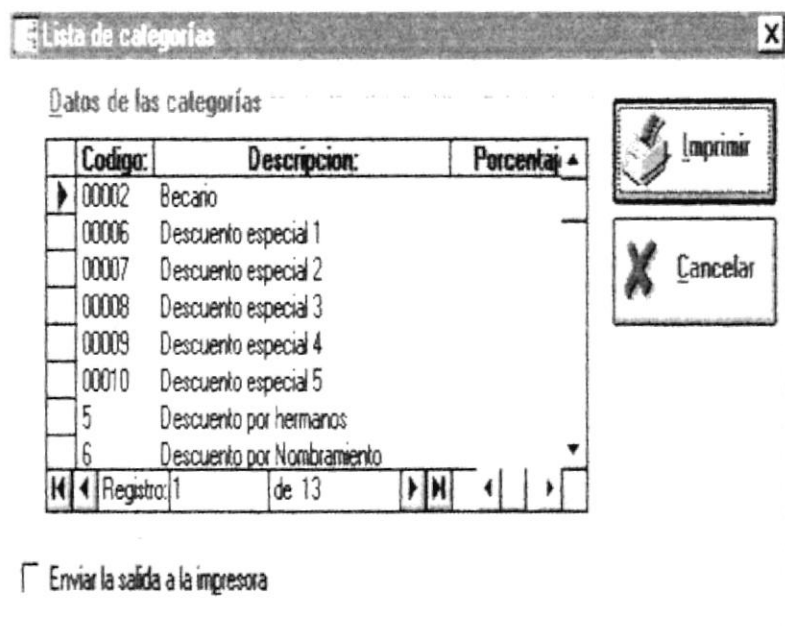 Lista de categorías
Datos de las categorías
Codigo: Descripcion: Porcentaj
00002 Becario
00006 Descuento especial 1
00007 Descuento especial 2
00008 Descuento especial 3
00009 Descuento especial 4
00010 Descuento especial 5
5 Descuento por hermanos
6 Descuento por Nombramiento
Registro: 1 de 13
Imprimir
Cancelar
Enviar la salida a la impresora